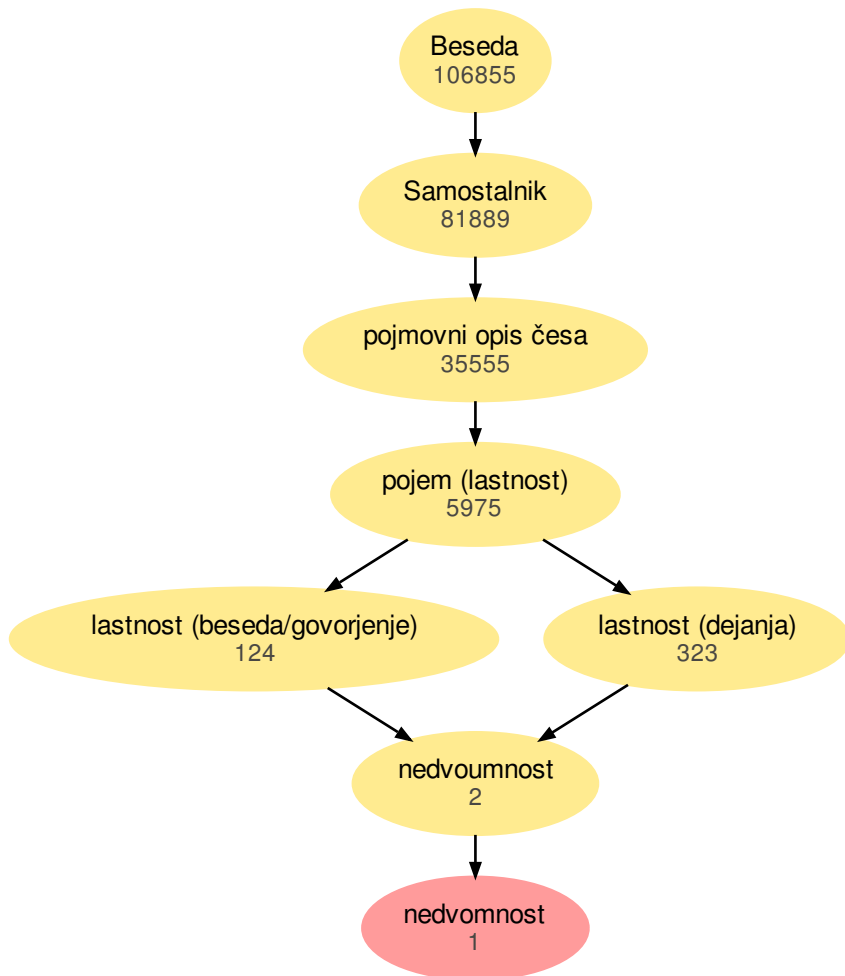 Beseda
106855
Samostalnik
81889
pojmovni opis česa
35555
pojem (lastnost)
5975
lastnost (beseda/govorjenje)
124
lastnost (dejanja)
323
nedvoumnost
2
nedvomnost
1